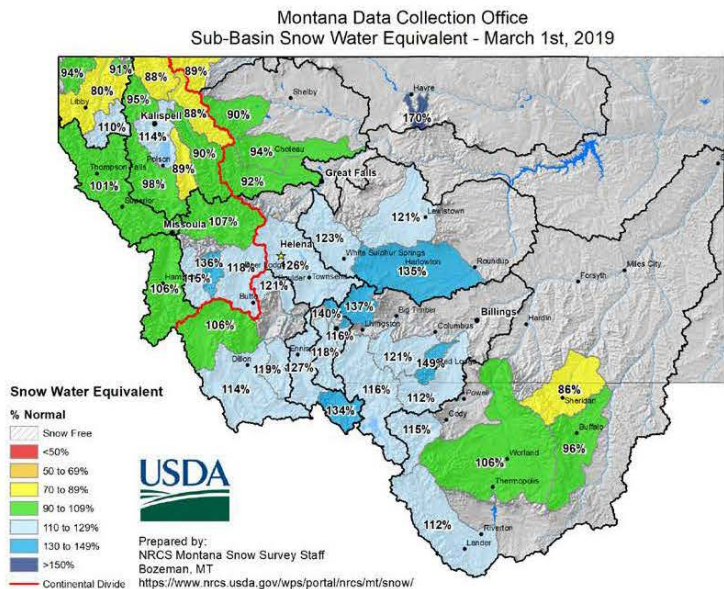 Montana Data Collection Office
Sub-Basin Snow Water Equivalent - March 1st, 2019
94%
91%
88%
89%
80%
Libby
95%
Kalispell
110%
114%
88%
90%
Shelby
Havre
170%
Thompson Falls
Polson
90%
94%
Choteau
101%
98%
89%
92%
Great Falls
Superior
Missoula
107%
121%
Lewistown
Helena
123%
136%
126%
White Sulphur Springs
Harlowton
Roundup
115%
118%
Deer Lodge
Boulder
Townsend
135%
Forsyth
Miles City
106%
Butte
121%
137%
140%
Big Timber
Billings
Hardin
106%
116%
Livingston
Columbus
Dillon
Ennis
118%
121%
149%
Red Lodge
119%
127%
114%
116%
112%
Powell
86%
Sheridan
134%
Cody
115%
Buffalo
96%
Worland
106%
Thermopolis
112%
Riverton
Lander
Snow Water Equivalent
% Normal
Snow Free
<50%
50 to 69%
70 to 89%
90 to 109%
110 to 129%
130 to 149%
>150%
Continental Divide
USDA
Prepared by:
NRCS Montana Snow Survey Staff
Bozeman, MT
https://www.nrcs.usda.gov/wps/portal/nrcs/mt/snow/